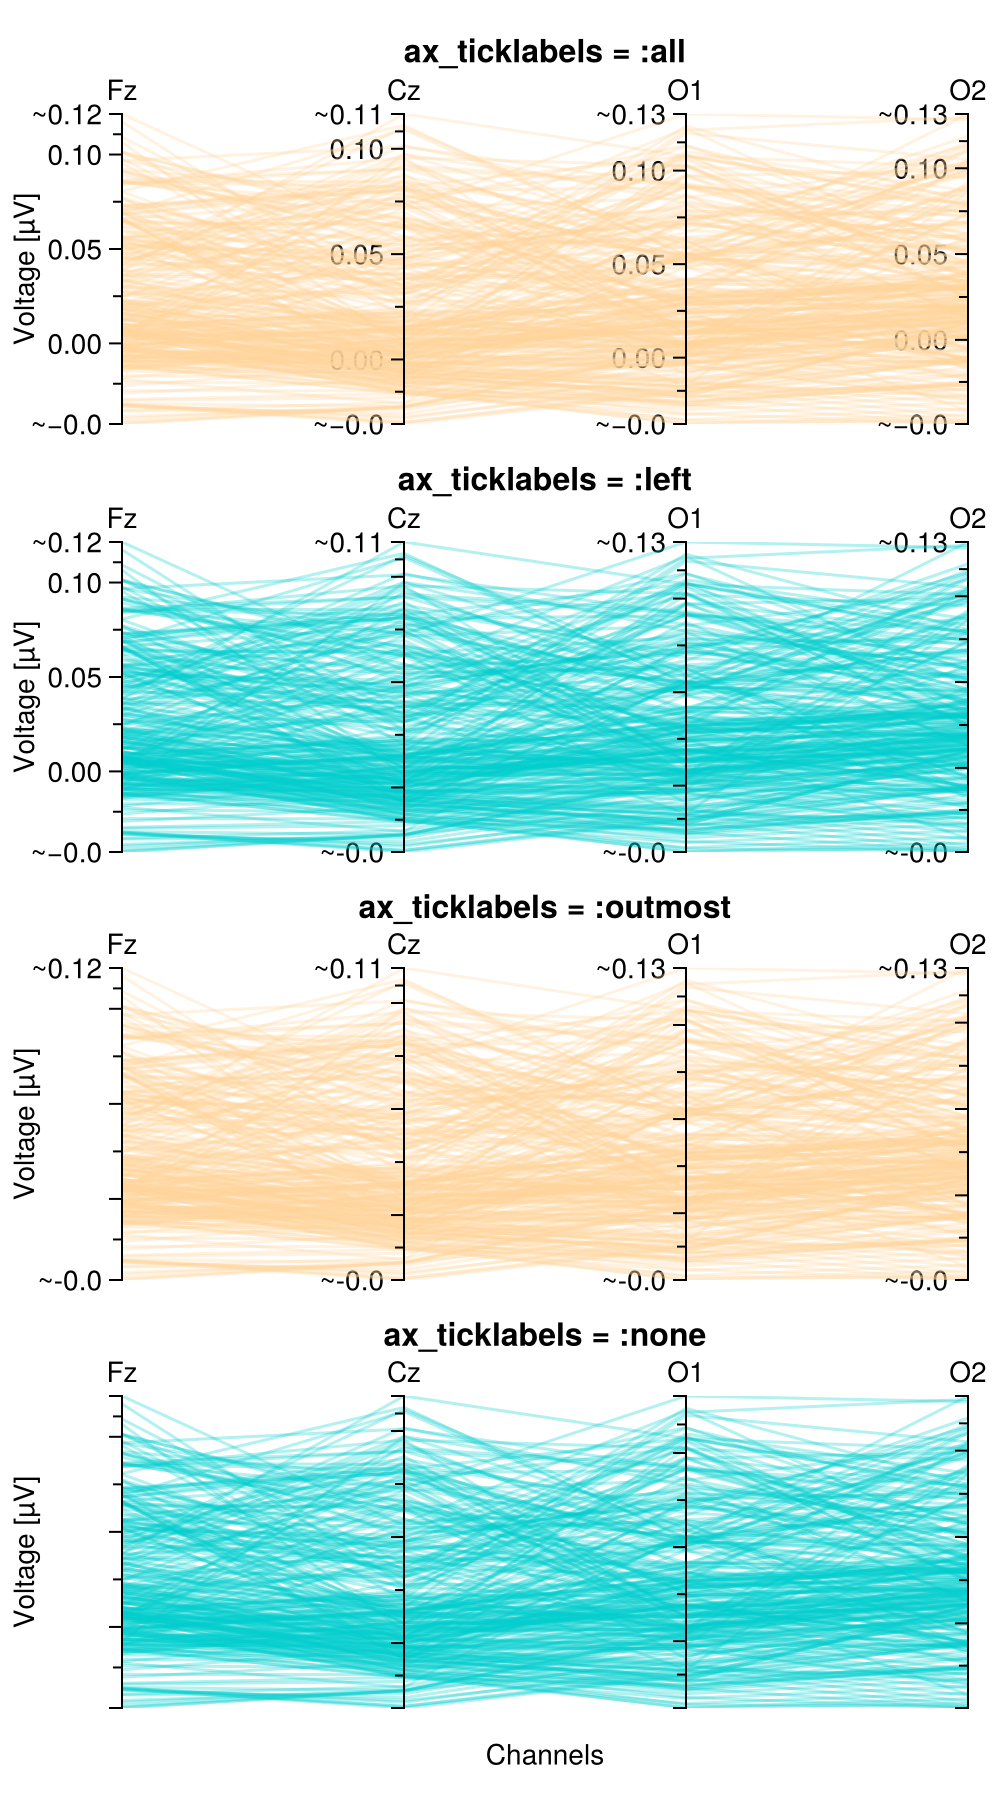 ax_ticklabels = :all
Fz Cz O1 O2
~0.12 ~0.11 ~0.13 ~0.13
0.10 0.10 0.10 0.10
0.05 0.05 0.05 0.05
0.00 0.00 0.00 0.00
~−0.0 ~−0.0 ~−0.0 ~−0.0
Voltage [µV]
ax_ticklabels = :left
Fz Cz O1 O2
~0.12 ~0.11 ~0.13 ~0.13
0.10
0.05
0.00
~−0.0 ~-0.0 ~-0.0 ~-0.0
Voltage [µV]
ax_ticklabels = :outmost
Fz Cz O1 O2
~0.12 ~0.11 ~0.13 ~0.13
~-0.0 ~-0.0 ~-0.0 ~-0.0
Voltage [µV]
ax_ticklabels = :none
Fz Cz O1 O2
Voltage [µV]
Channels